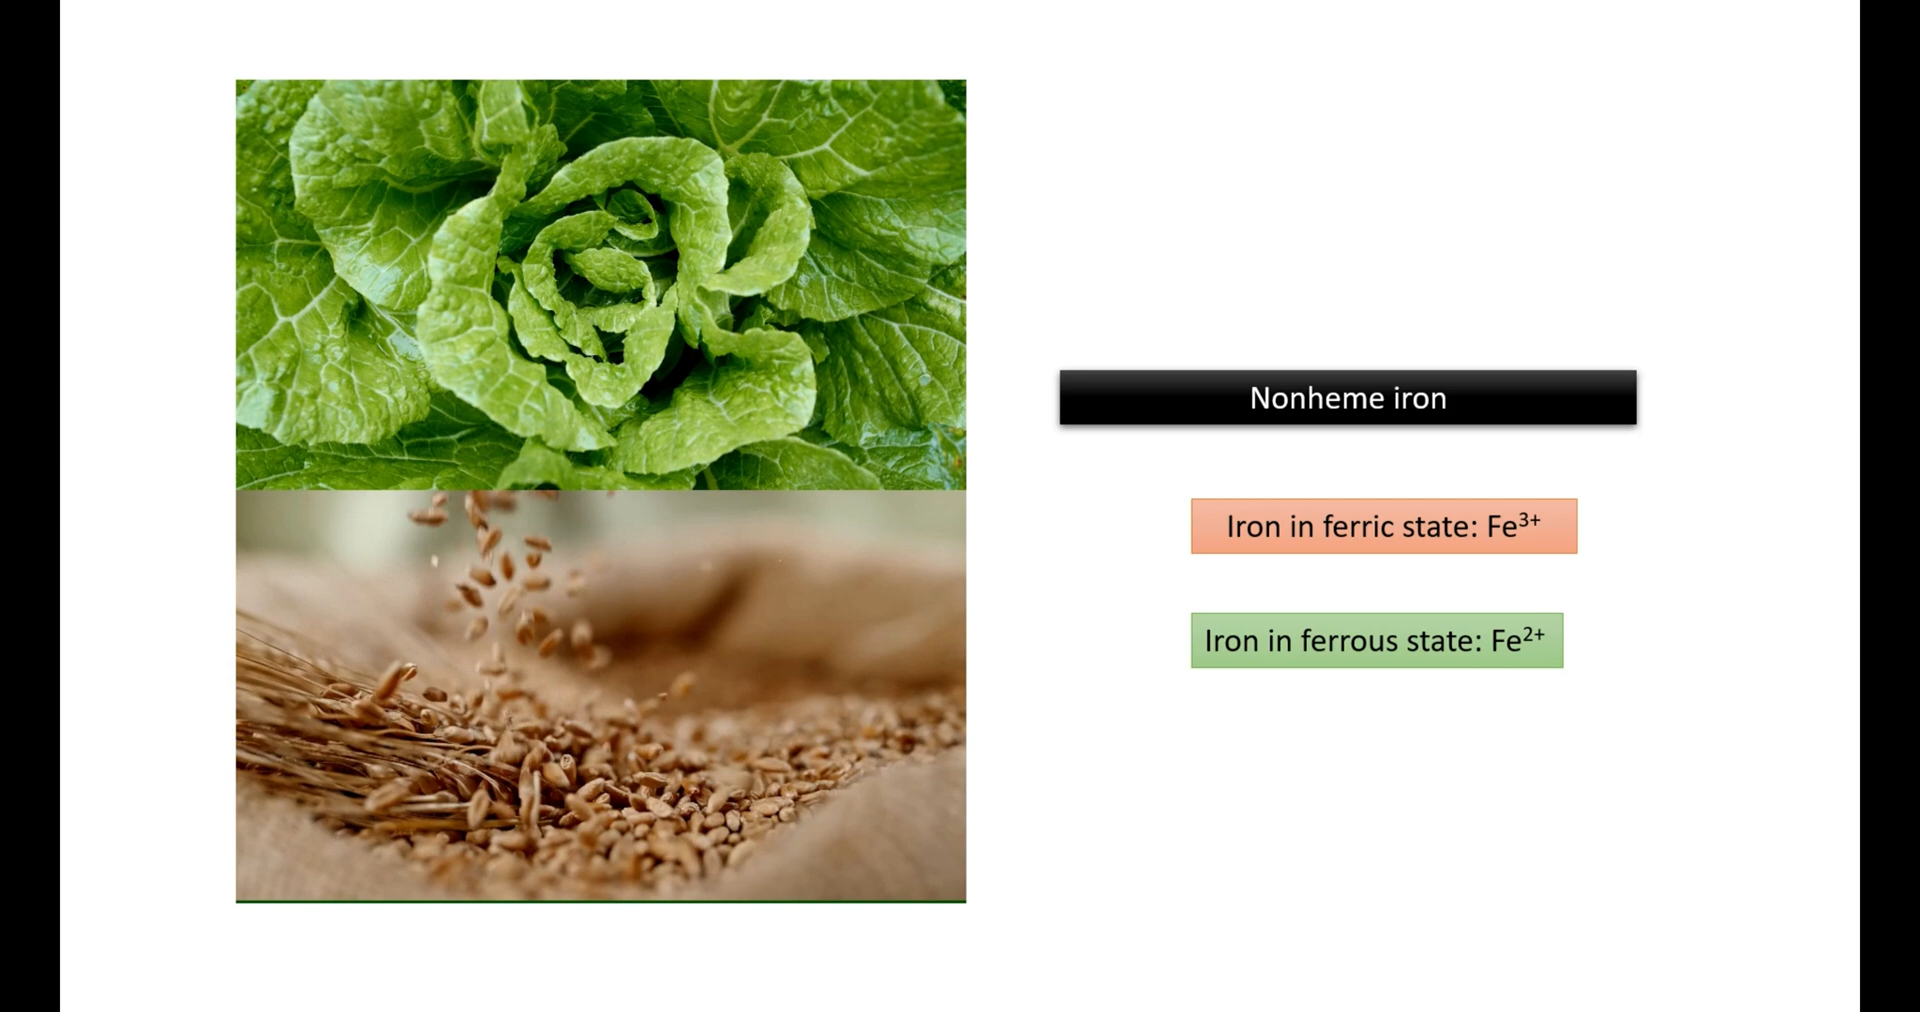 Nonheme iron
Iron in ferric state: Fe³⁺
Iron in ferrous state: Fe²⁺